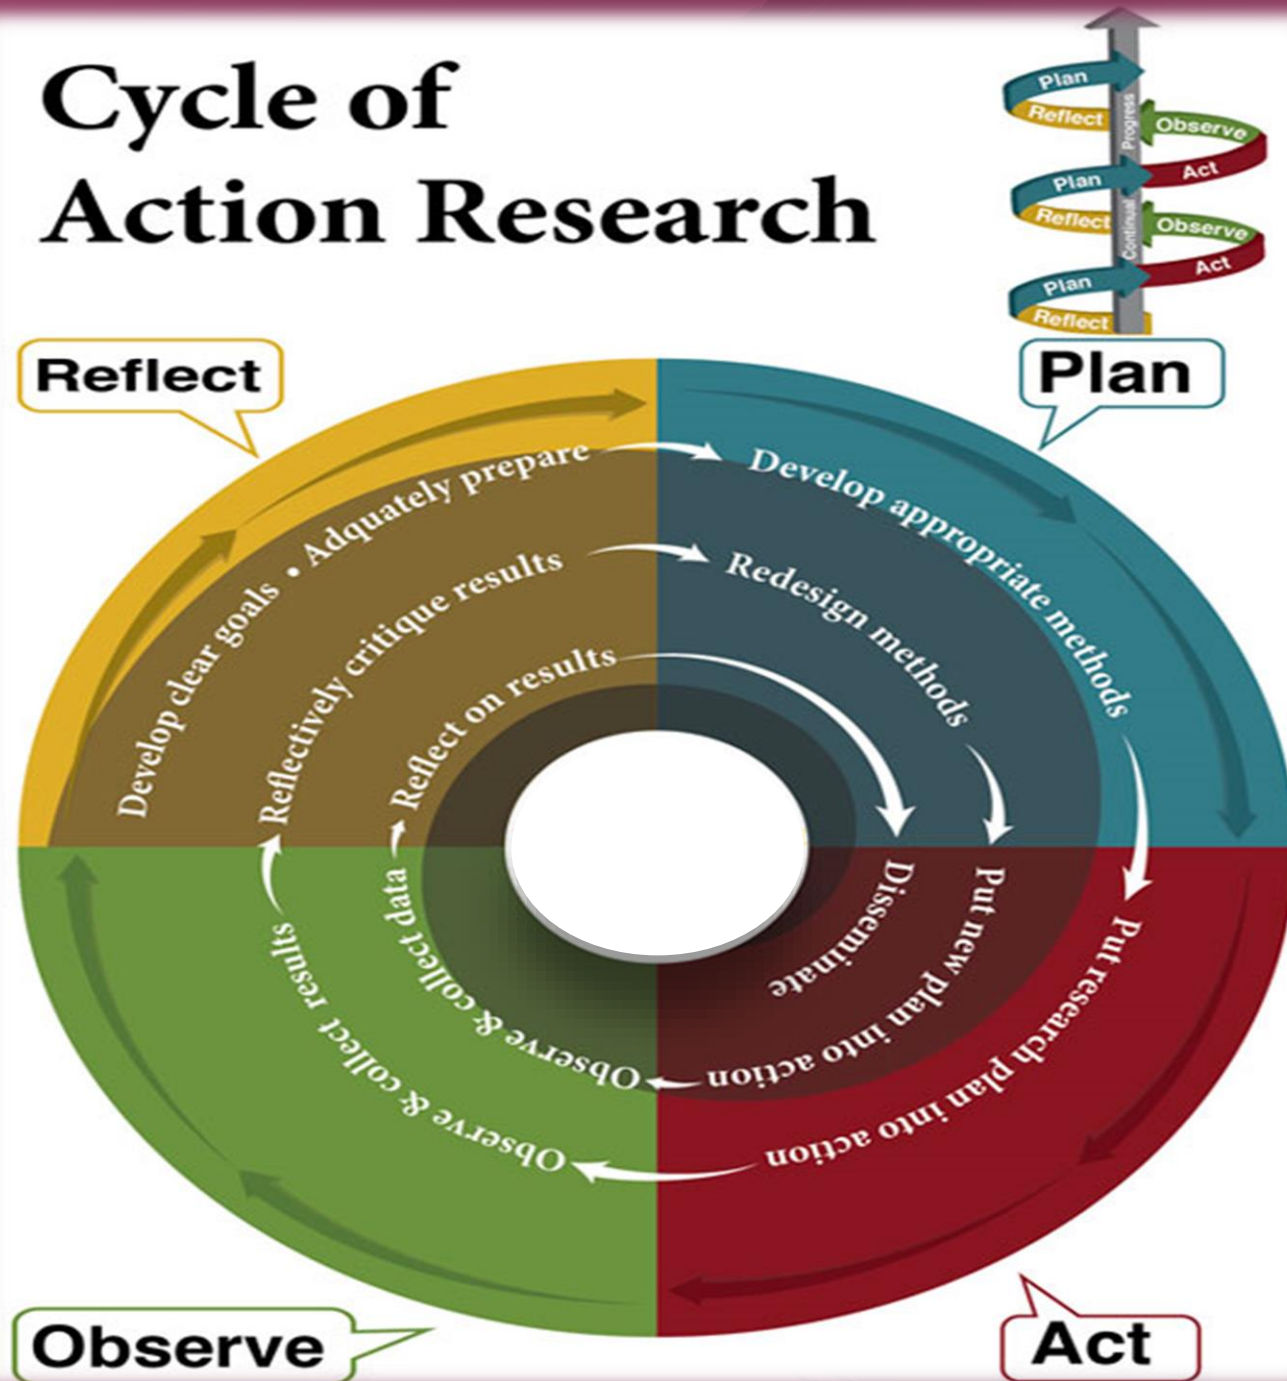 Cycle of
Action Research
Plan
Reflect
Observe
Act
Plan
Reflect
Observe
Act
Plan
Reflect
Continual Progress
Reflect
Plan
Develop clear goals • Adquately prepare
Develop appropriate methods
Put research plan into action
Observe & collect results
Reflectively critique results
Redesign methods
Put new plan into action
Observe & collect data
Reflect on results
Disseminate
Observe
Act